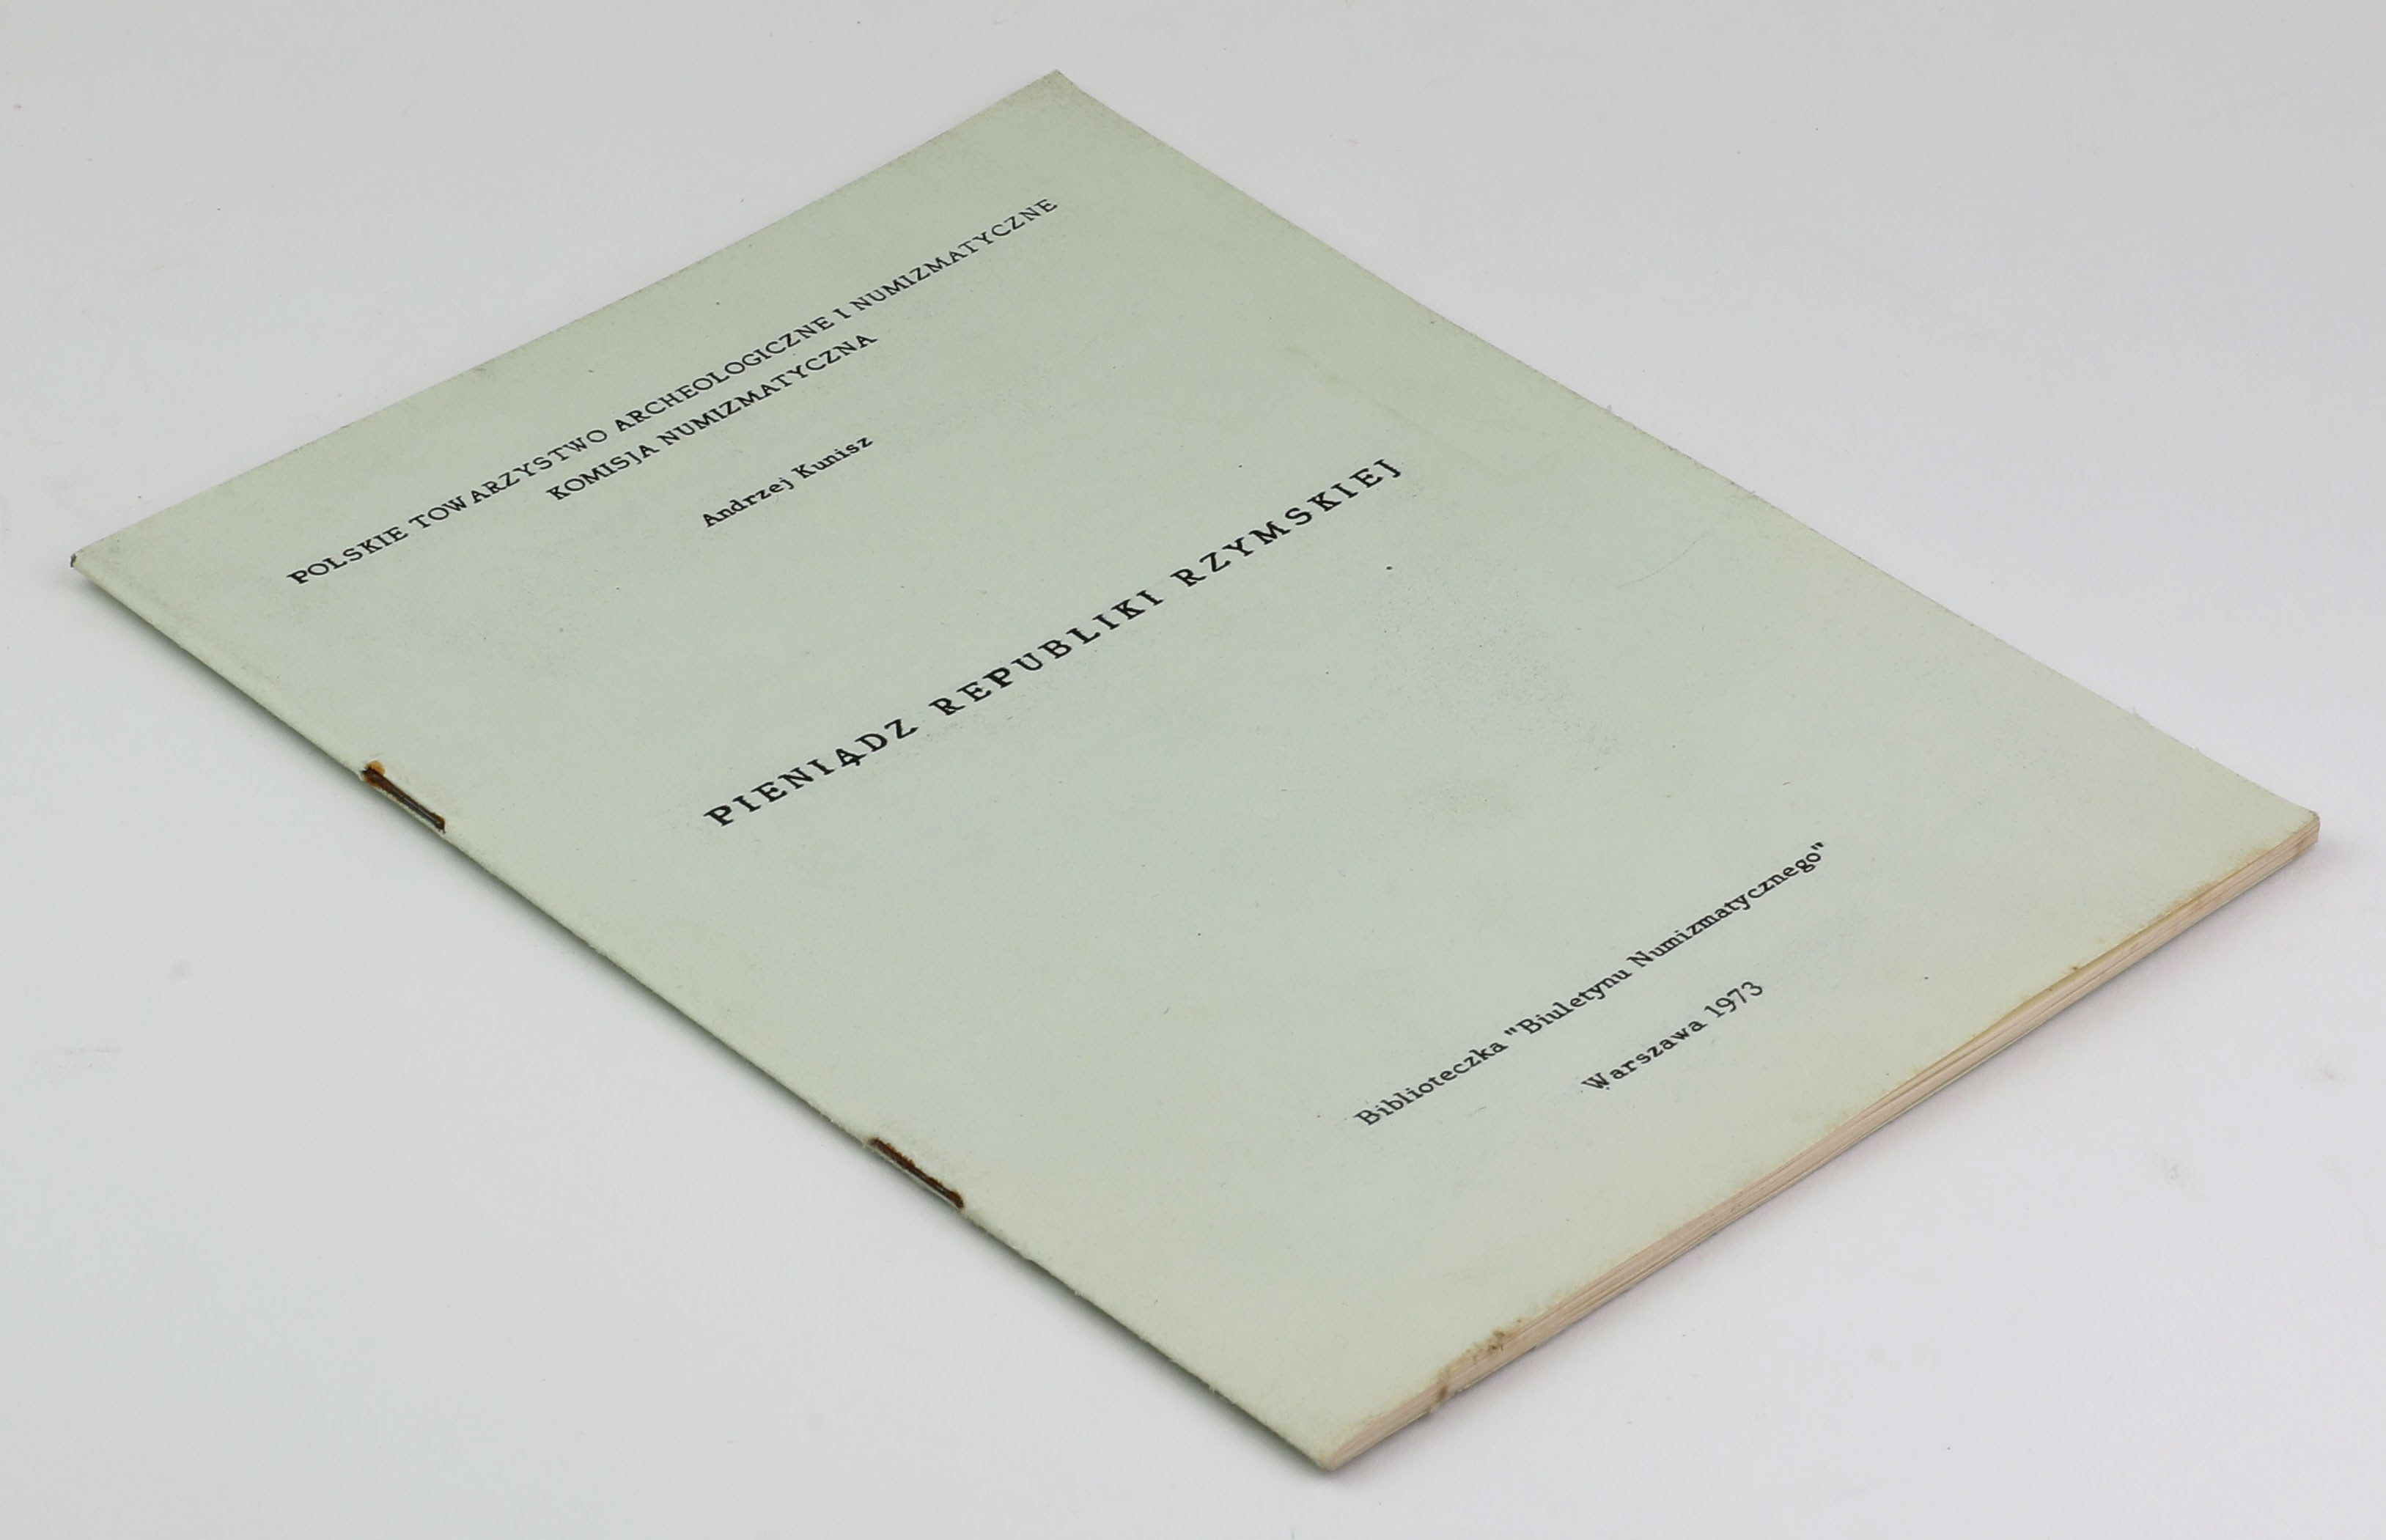 POLSKIE TOWARZYSTWO ARCHEOLOGICZNE I NUMIZMATYCZNE
KOMISJA NUMIZMATYCZNA
Andrzej Kunisz
PIENIĄDZ REPUBLIKI RZYMSKIEJ
Biblioteczka "Biuletynu Numizmatycznego"
Warszawa 1973